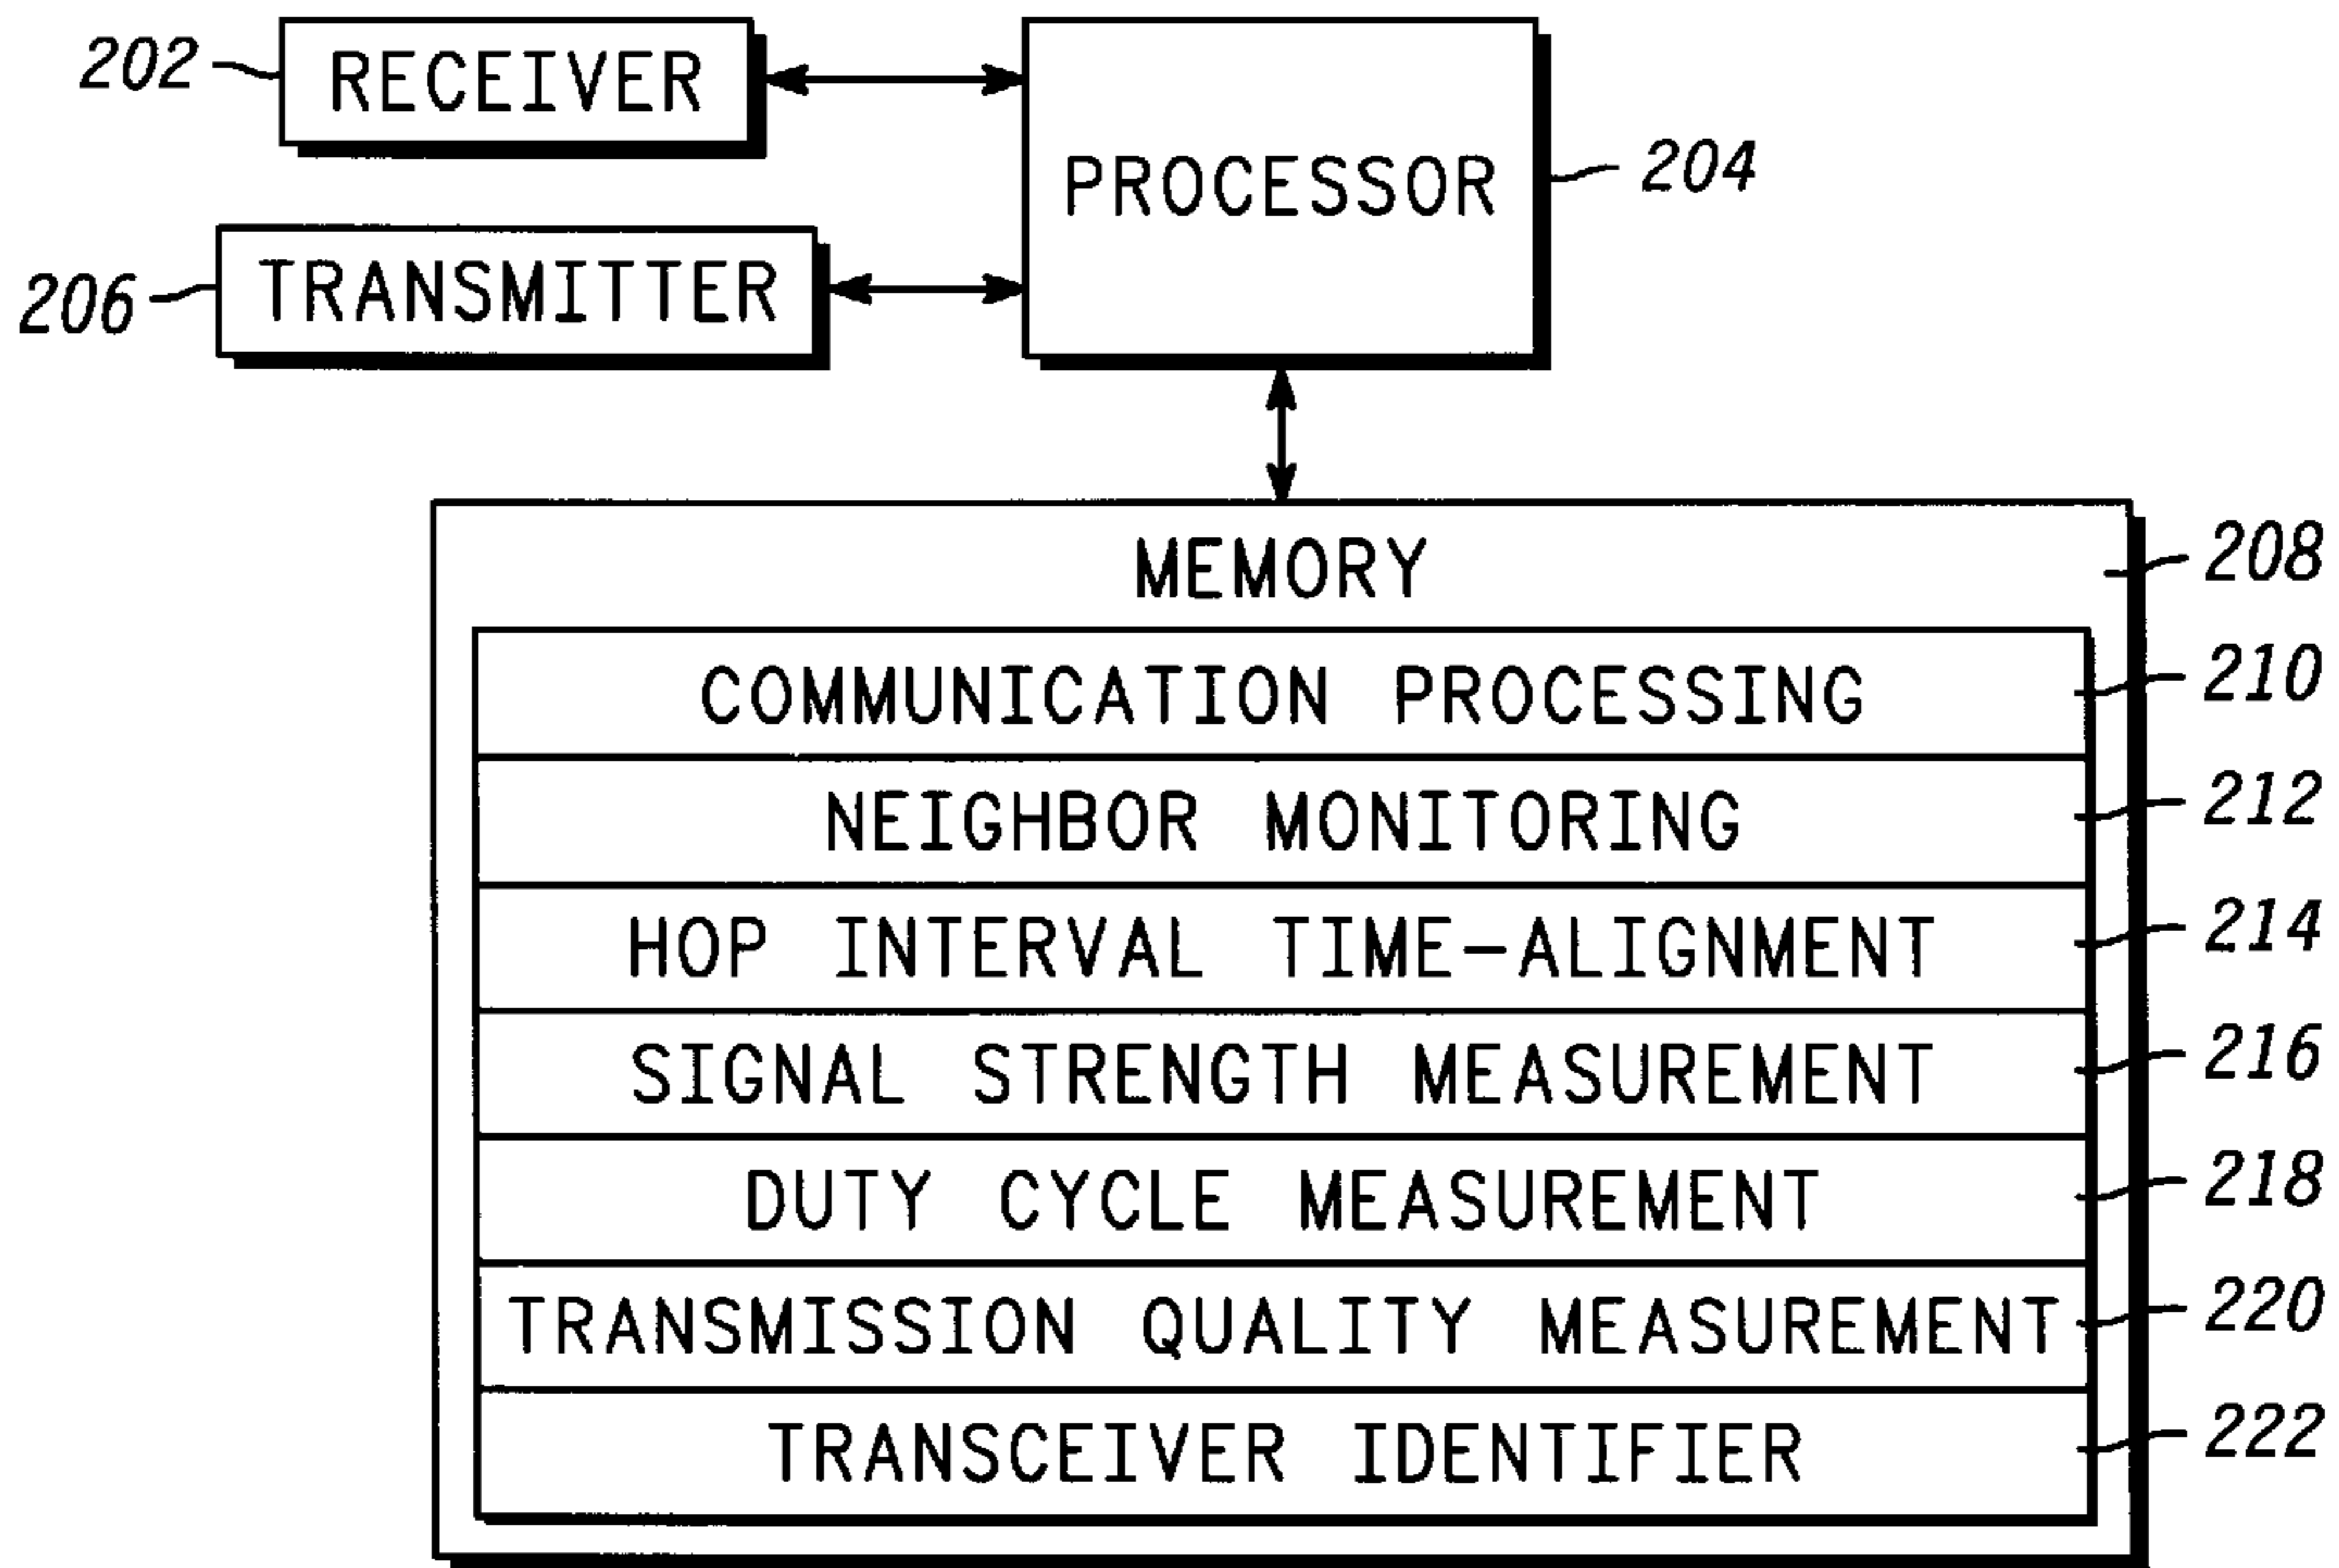 202
RECEIVER
PROCESSOR
204
206
TRANSMITTER
MEMORY
208
COMMUNICATION PROCESSING
210
NEIGHBOR MONITORING
212
HOP INTERVAL TIME-ALIGNMENT
214
SIGNAL STRENGTH MEASUREMENT
216
DUTY CYCLE MEASUREMENT
218
TRANSMISSION QUALITY MEASUREMENT
220
TRANSCEIVER IDENTIFIER
222